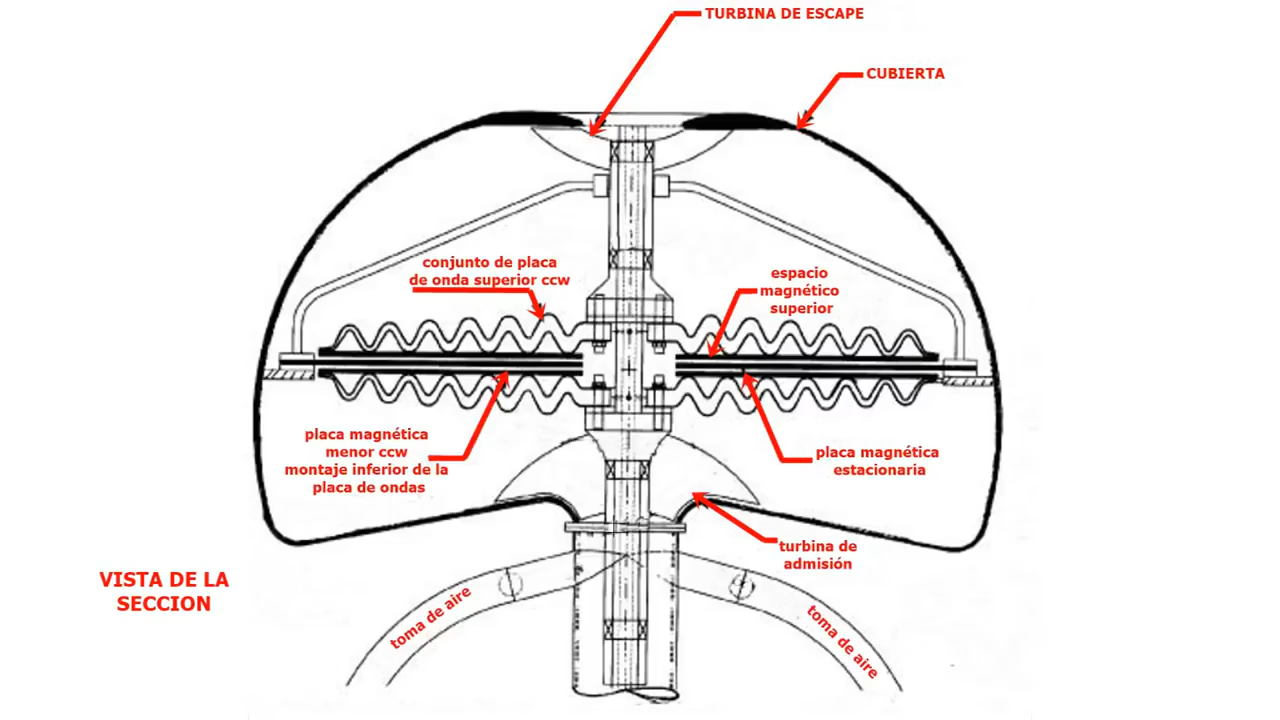 TURBINA DE ESCAPE
CUBIERTA
conjunto de placa
de onda superior ccw
espacio
magnético
superior
placa magnética
menor ccw
montaje inferior de la
placa de ondas
placa magnética
estacionaria
turbina de
admisión
VISTA DE LA
SECCION
toma de aire
toma de aire